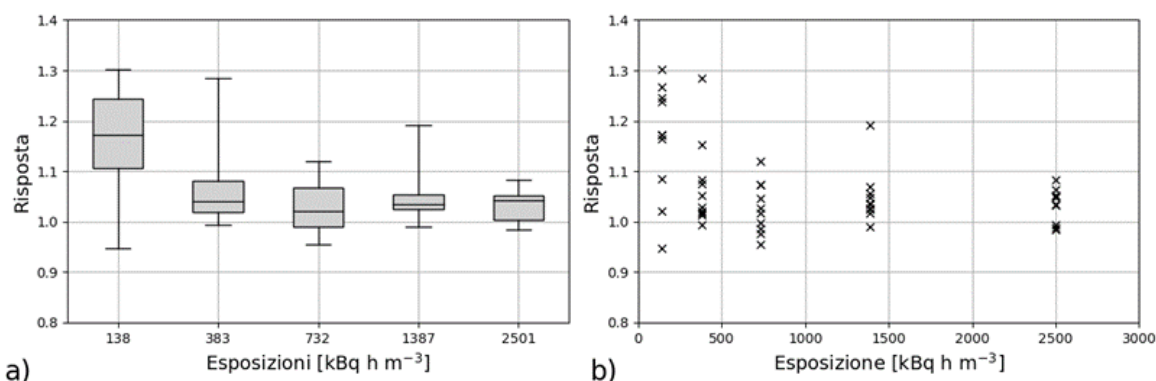 1.4
1.3
1.2
1.1
1.0
0.9
0.8
Risposta
138 383 732 1387 2501
Esposizioni [kBq h m⁻³]
a)
1.4
1.3
1.2
1.1
1.0
0.9
0.8
Risposta
0 500 1000 1500 2000 2500 3000
Esposizione [kBq h m⁻³]
b)